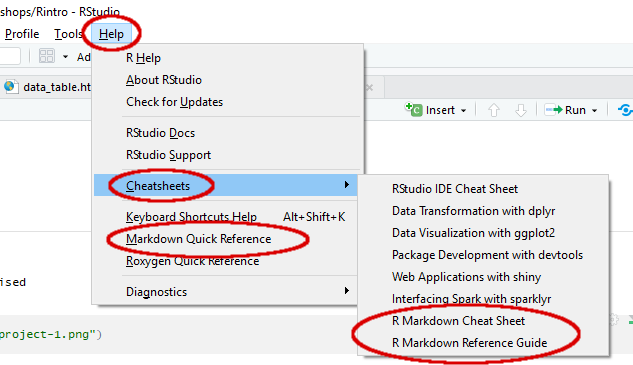 shops/Rintro - RStudio
Profile Tools Help
Ad
R Help
About RStudio
Check for Updates
RStudio Docs
RStudio Support
Cheatsheets
Keyboard Shortcuts Help Alt+Shift+K
Markdown Quick Reference
Roxygen Quick Reference
Diagnostics
data_table.ht
Insert
Run
RStudio IDE Cheat Sheet
Data Transformation with dplyr
Data Visualization with ggplot2
Package Development with devtools
Web Applications with shiny
Interfacing Spark with sparklyr
R Markdown Cheat Sheet
R Markdown Reference Guide
ised
project-1.png")